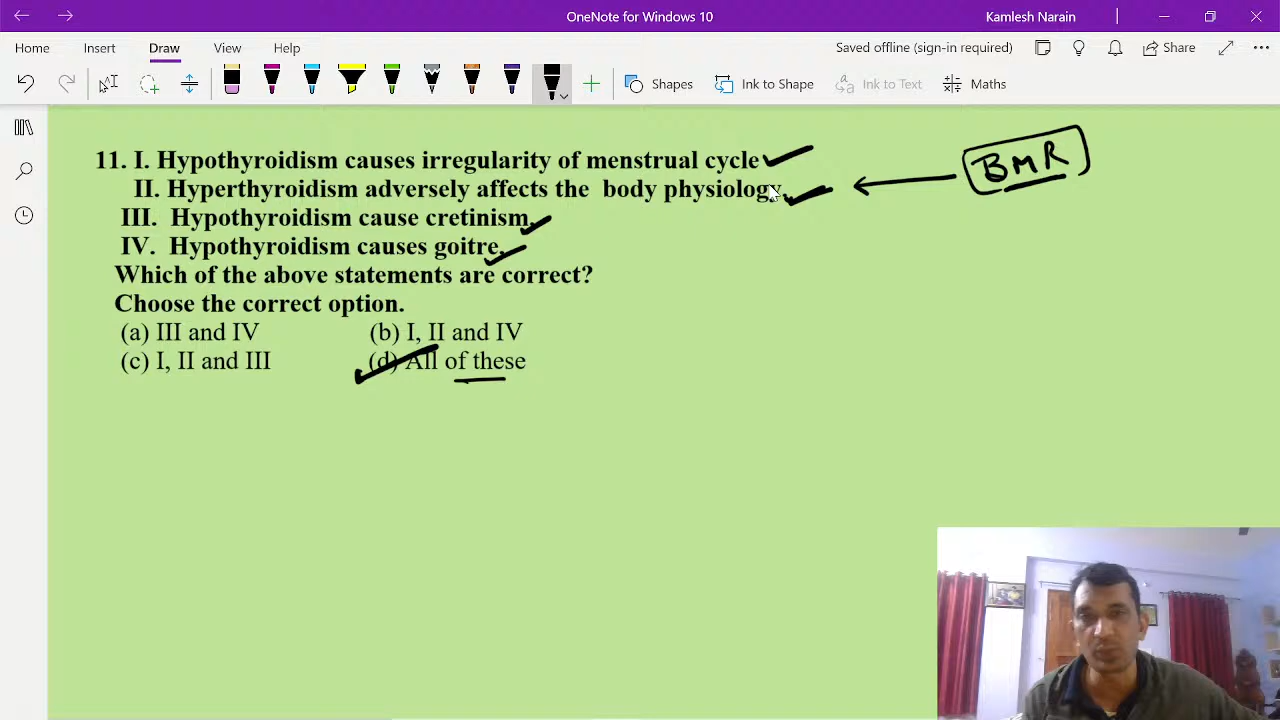 OneNote for Windows 10
Kamlesh Narain
Home Insert Draw View Help
Saved offline (sign-in required)
Share
Shapes
Ink to Shape
Ink to Text
Maths
11. I. Hypothyroidism causes irregularity of menstrual cycle
II. Hyperthyroidism adversely affects the body physiology.
BMR
III. Hypothyroidism cause cretinism.
IV. Hypothyroidism causes goitre.
Which of the above statements are correct?
Choose the correct option.
(a) III and IV (b) I, II and IV
(c) I, II and III (d) All of these